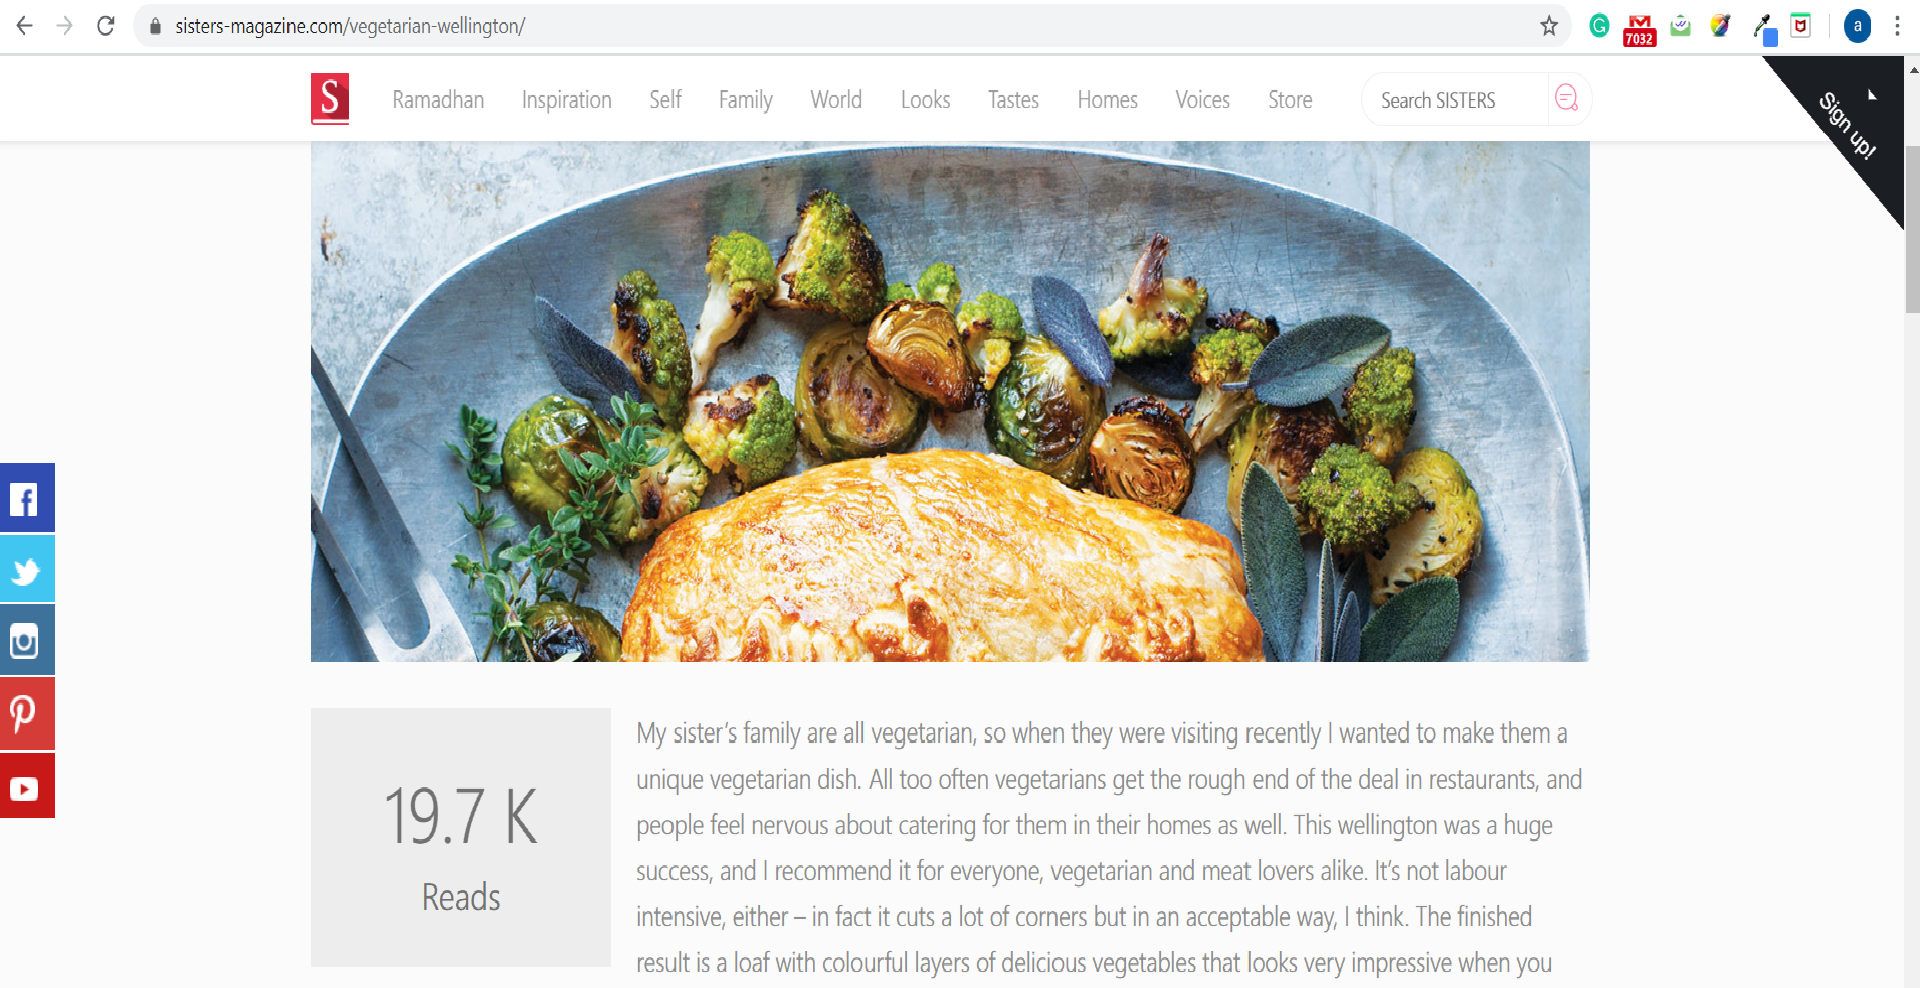 sisters-magazine.com/vegetarian-wellington/
7032
a
S
Ramadhan
Inspiration
Self
Family
World
Looks
Tastes
Homes
Voices
Store
Search SISTERS
Sign up!
19.7 K
Reads
My sister’s family are all vegetarian, so when they were visiting recently I wanted to make them a
unique vegetarian dish. All too often vegetarians get the rough end of the deal in restaurants, and
people feel nervous about catering for them in their homes as well. This wellington was a huge
success, and I recommend it for everyone, vegetarian and meat lovers alike. It’s not labour
intensive, either – in fact it cuts a lot of corners but in an acceptable way, I think. The finished
result is a loaf with colourful layers of delicious vegetables that looks very impressive when you